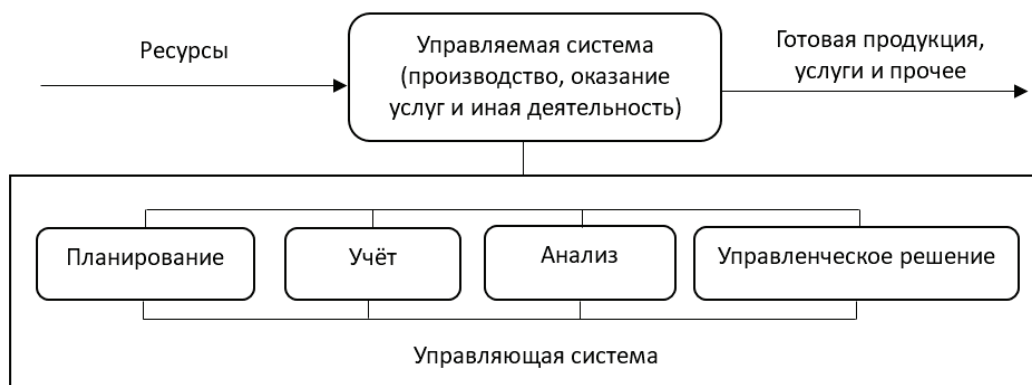 Ресурсы
Управляемая система
(производство, оказание
услуг и иная деятельность)
Готовая продукция,
услуги и прочее
Планирование
Учёт
Анализ
Управленческое решение
Управляющая система